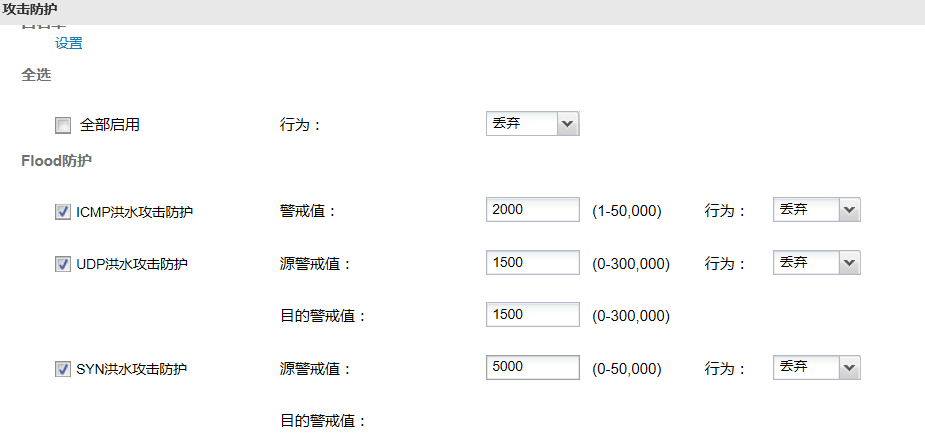 攻击防护
设置
全选
全部启用 行为： 丢弃
Flood防护
ICMP洪水攻击防护 警戒值： 2000 (1-50,000) 行为： 丢弃
UDP洪水攻击防护 源警戒值： 1500 (0-300,000) 行为： 丢弃
目的警戒值： 1500 (0-300,000)
SYN洪水攻击防护 源警戒值： 5000 (0-50,000) 行为： 丢弃
目的警戒值：